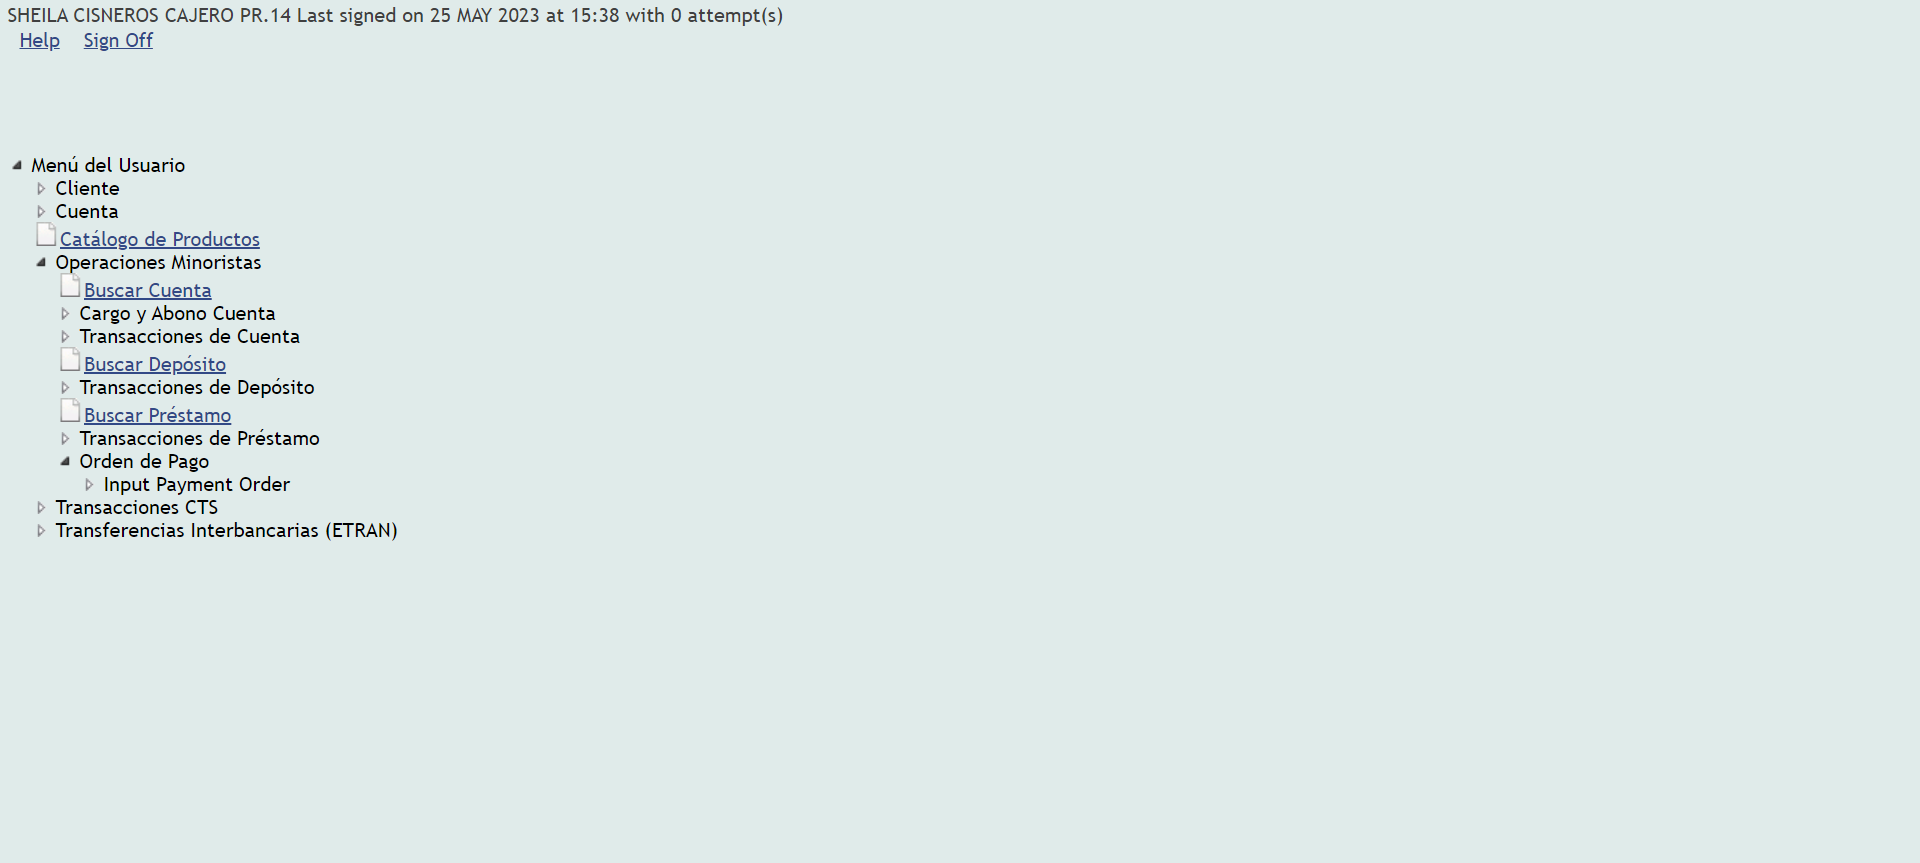 SHEILA CISNEROS CAJERO PR.14 Last signed on 25 MAY 2023 at 15:38 with 0 attempt(s)
Help Sign Off
Menú del Usuario
Cliente
Cuenta
Catálogo de Productos
Operaciones Minoristas
Buscar Cuenta
Cargo y Abono Cuenta
Transacciones de Cuenta
Buscar Depósito
Transacciones de Depósito
Buscar Préstamo
Transacciones de Préstamo
Orden de Pago
Input Payment Order
Transacciones CTS
Transferencias Interbancarias (ETRAN)